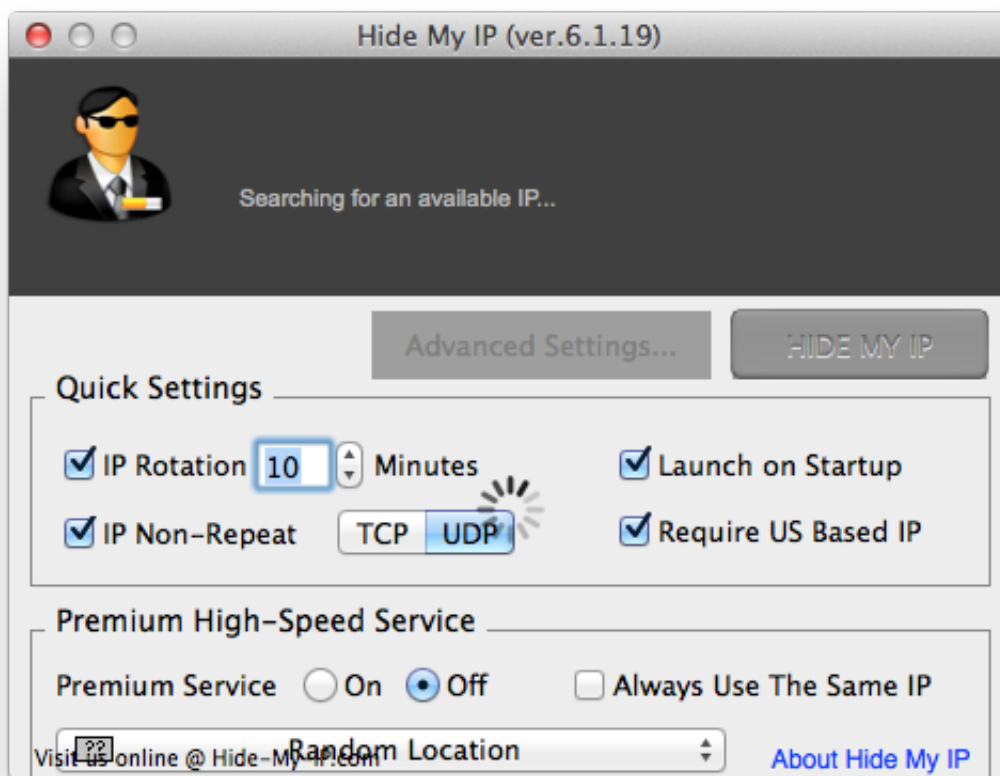 Hide My IP (ver.6.1.19)
Searching for an available IP...
Advanced Settings... HIDE MY IP
Quick Settings
IP Rotation 10 Minutes Launch on Startup
IP Non-Repeat TCP UDP Require US Based IP
Premium High-Speed Service
Premium Service On Off Always Use The Same IP
?? Random Location
Visit us online @ Hide-My-IP.com About Hide My IP